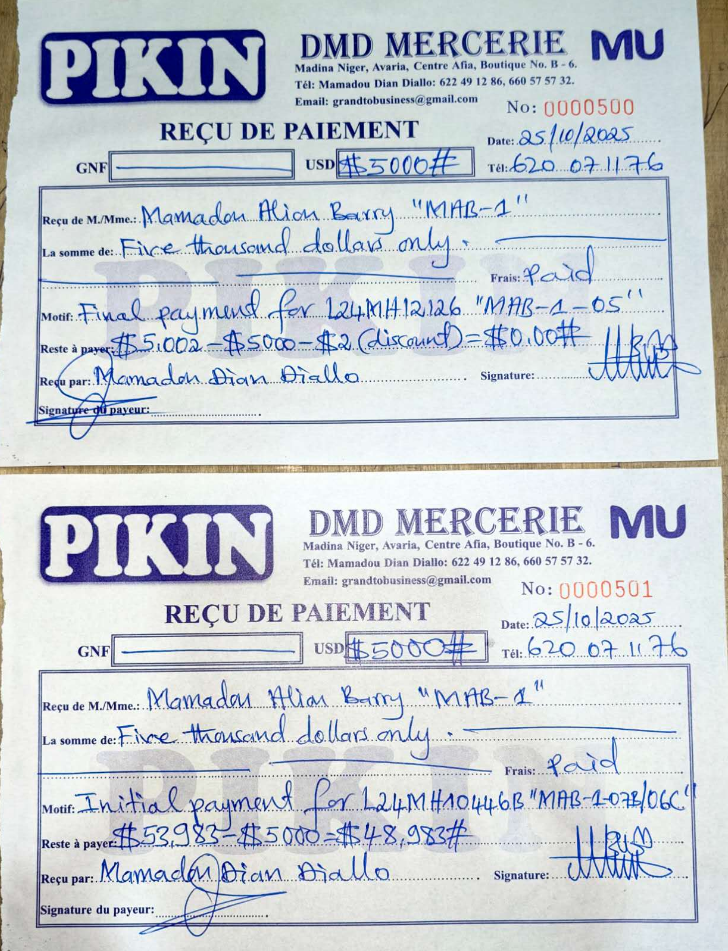 PIKIN
DMD MERCERIE MU
Madina Niger, Avaria, Centre Afia, Boutique No. B - 6.
Tél: Mamadou Dian Diallo: 622 49 12 86, 660 57 57 32.
Email: grandtobusiness@gmail.com
No: 0000500
REÇU DE PAIEMENT
Date: 25/10/2025
GNF USD $5000# Tél: 620 07 11 76
Reçu de M./Mme.: Mamadou Aliou Barry "MAB-1"
La somme de: Five thousand dollars only.
Frais: Paid
Motif: Final payment for L24MH12,126 "MAB-1-05"
Reste à payer: $5,002-$5000-$2 (discount)=$0.00#
Reçu par: Mamadou Dian Diallo Signature:
Signature du payeur:
PIKIN
DMD MERCERIE MU
Madina Niger, Avaria, Centre Afia, Boutique No. B - 6.
Tél: Mamadou Dian Diallo: 622 49 12 86, 660 57 57 32.
Email: grandtobusiness@gmail.com
No: 0000501
REÇU DE PAIEMENT
Date: 25/10/2025
GNF USD $5000# Tél: 620 07 11 76
Reçu de M./Mme.: Mamadou Aliou Barry "MAB-1"
La somme de: Five thousand dollars only.
Frais: Paid
Motif: Initial payment for L24MH10446B "MAB-1-07B/06C"
Reste à payer: $53,983-$5000=$48,983#
Reçu par: Mamadou Dian Diallo Signature:
Signature du payeur: